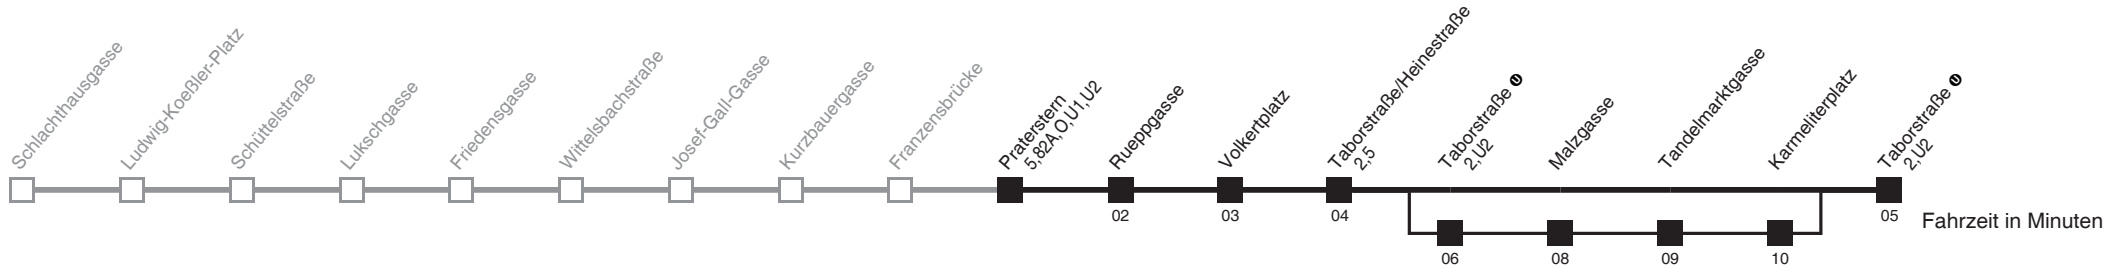 Schlachthausgasse
Ludwig-Koeßler-Platz
Schüttelstraße
Lukschgasse
Friedensgasse
Wittelsbachstraße
Josef-Gall-Gasse
Kurzbauergasse
Franzensbrücke
Praterstern
5,82A,O,U1,U2
Rueppgasse
Volkertplatz
Taborstraße/Heinestraße
2,5
Taborstraße U
2,U2
Malzgasse
Tandelmarktgasse
Karmeliterplatz
Taborstraße U
2,U2
02
03
04
05
Fahrzeit in Minuten
06
08
09
10